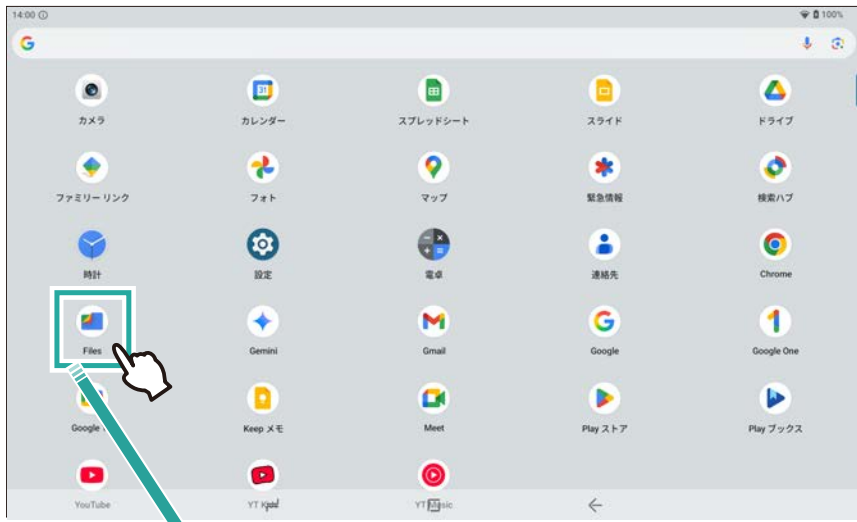 14:00
100%
カメラ
カレンダー
スプレッドシート
スライド
ドライブ
ファミリー リンク
フォト
マップ
緊急情報
検索ハブ
時計
設定
電卓
連絡先
Chrome
Files
Gemini
Gmail
Google
Google One
Google
Keep メモ
Meet
Play ストア
Play ブックス
YouTube
YT
YT Music